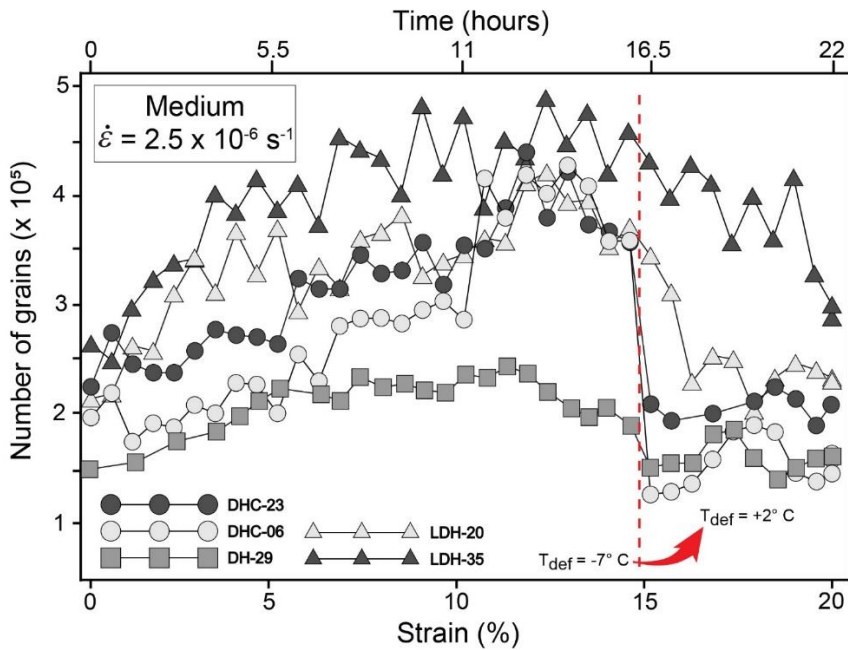 Time (hours)
0 5.5 11 16.5 22
Medium
ε̇ = 2.5 x 10⁻⁶ s⁻¹
Number of grains (x 10⁵)
5
4
3
2
1
DHC-23
DHC-06
DH-29
LDH-20
LDH-35
T_def = +2° C
T_def = -7° C
0 5 10 15 20
Strain (%)